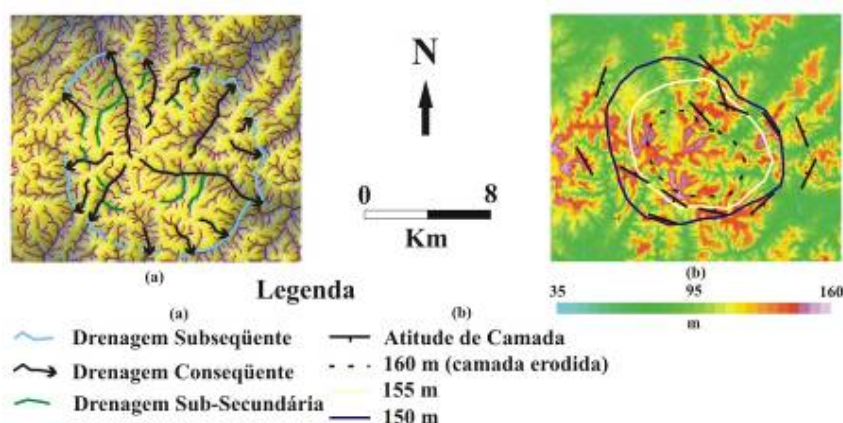 N
0 8
Km
(a)
(b)
Legenda
35 95 160
m
(a)
Drenagem Subseqüente
Drenagem Conseqüente
Drenagem Sub-Secundária
(b)
Atitude de Camada
160 m (camada erodida)
155 m
150 m